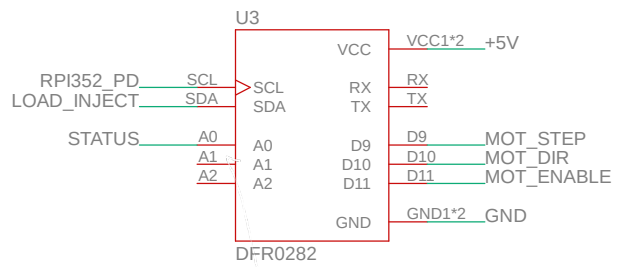 U3
VCC VCC1*2 +5V
RPI352_PD SCL SCL RX RX
LOAD_INJECT SDA SDA TX TX
STATUS A0 A0 D9 D9 MOT_STEP
A1 A1 D10 D10 MOT_DIR
A2 A2 D11 D11 MOT_ENABLE
GND GND1*2 GND
DFR0282